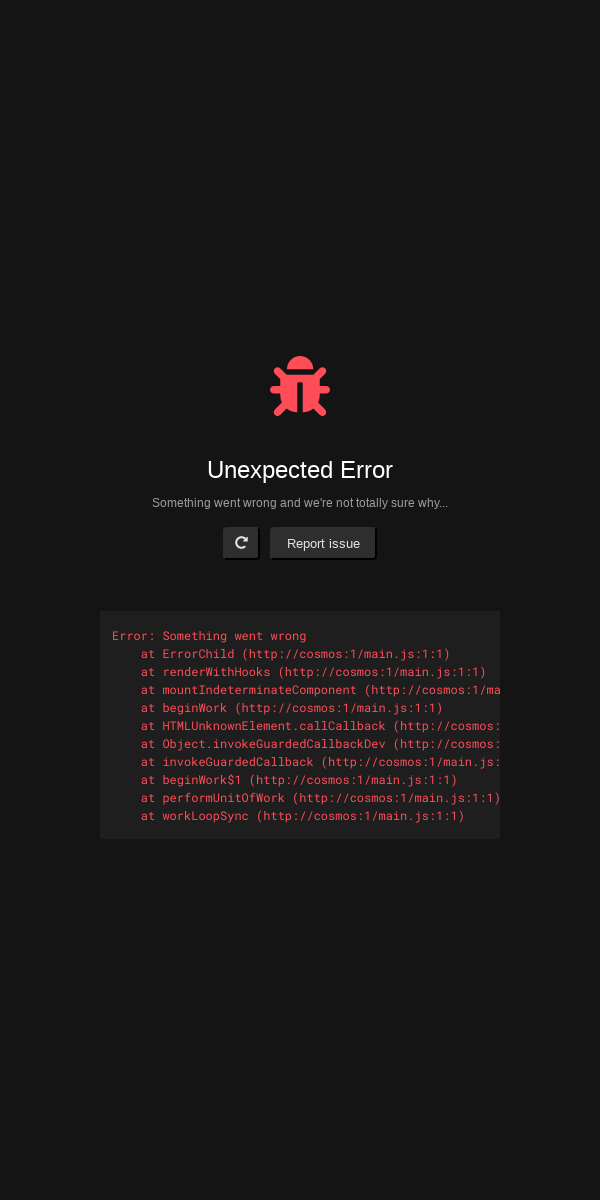 Unexpected Error
Something went wrong and we're not totally sure why...
Report issue
Error: Something went wrong
at ErrorChild (http://cosmos:1/main.js:1:1)
at renderWithHooks (http://cosmos:1/main.js:1:1)
at mountIndeterminateComponent (http://cosmos:1/ma
at beginWork (http://cosmos:1/main.js:1:1)
at HTMLUnknownElement.callCallback (http://cosmos:
at Object.invokeGuardedCallbackDev (http://cosmos:
at invokeGuardedCallback (http://cosmos:1/main.js:
at beginWork$1 (http://cosmos:1/main.js:1:1)
at performUnitOfWork (http://cosmos:1/main.js:1:1)
at workLoopSync (http://cosmos:1/main.js:1:1)